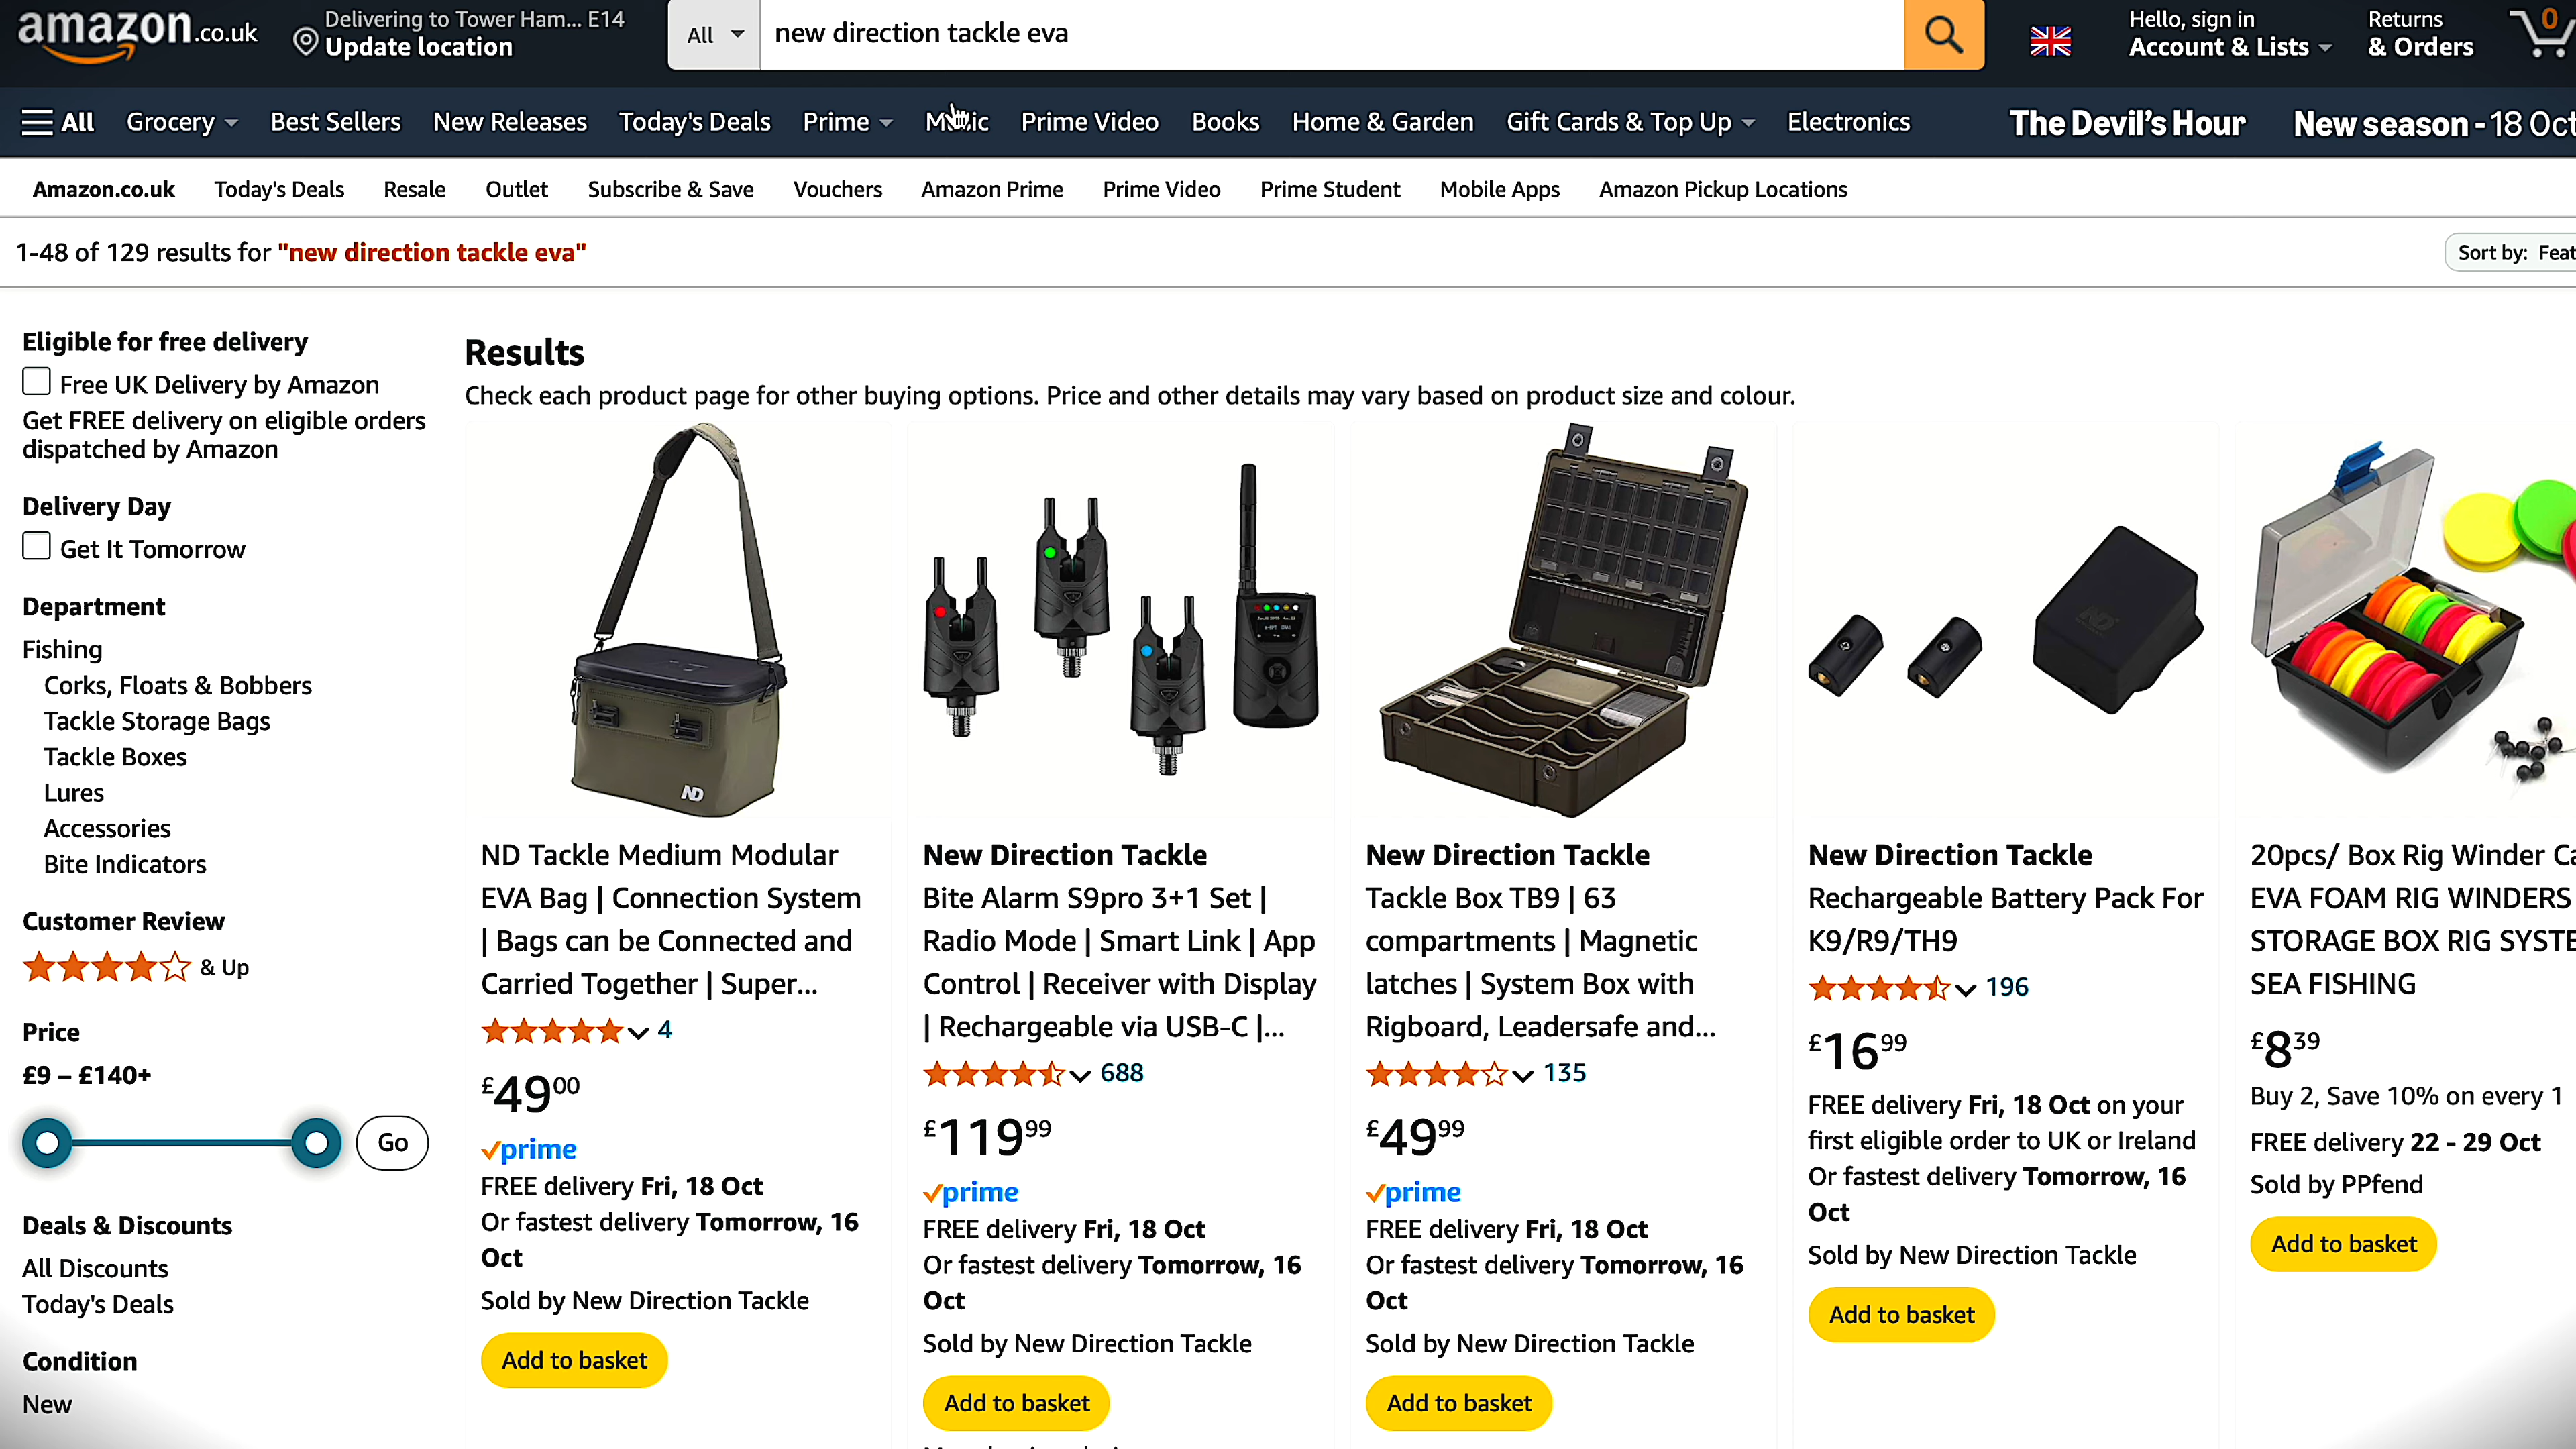 amazon.co.uk
Delivering to Tower Ham... E14
Update location
All
new direction tackle eva
Hello, sign in
Account & Lists
Returns
& Orders
0
All
Grocery
Best Sellers
New Releases
Today's Deals
Prime
Music
Prime Video
Books
Home & Garden
Gift Cards & Top Up
Electronics
The Devil's Hour
New season - 18 Oct
Amazon.co.uk
Today's Deals
Resale
Outlet
Subscribe & Save
Vouchers
Amazon Prime
Prime Video
Prime Student
Mobile Apps
Amazon Pickup Locations
1-48 of 129 results for "new direction tackle eva"
Sort by: Feat
Eligible for free delivery
Free UK Delivery by Amazon
Get FREE delivery on eligible orders
dispatched by Amazon
Delivery Day
Get It Tomorrow
Department
Fishing
Corks, Floats & Bobbers
Tackle Storage Bags
Tackle Boxes
Lures
Accessories
Bite Indicators
Customer Review
& Up
Price
£9 – £140+
Go
Deals & Discounts
All Discounts
Today's Deals
Condition
New
Results
Check each product page for other buying options. Price and other details may vary based on product size and colour.
ND
ND Tackle Medium Modular
EVA Bag | Connection System
| Bags can be Connected and
Carried Together | Super...
4
£49.00
prime
FREE delivery Fri, 18 Oct
Or fastest delivery Tomorrow, 16
Oct
Sold by New Direction Tackle
Add to basket
New Direction Tackle
Bite Alarm S9pro 3+1 Set |
Radio Mode | Smart Link | App
Control | Receiver with Display
| Rechargeable via USB-C |...
688
£119.99
prime
FREE delivery Fri, 18 Oct
Or fastest delivery Tomorrow, 16
Oct
Sold by New Direction Tackle
Add to basket
New Direction Tackle
Tackle Box TB9 | 63
compartments | Magnetic
latches | System Box with
Rigboard, Leadersafe and...
135
£49.99
prime
FREE delivery Fri, 18 Oct
Or fastest delivery Tomorrow, 16
Oct
Sold by New Direction Tackle
Add to basket
New Direction Tackle
Rechargeable Battery Pack For
K9/R9/TH9
196
£16.99
FREE delivery Fri, 18 Oct on your
first eligible order to UK or Ireland
Or fastest delivery Tomorrow, 16
Oct
Sold by New Direction Tackle
Add to basket
20pcs/ Box Rig Winder Ca
EVA FOAM RIG WINDERS
STORAGE BOX RIG SYSTE
SEA FISHING
£8.39
Buy 2, Save 10% on every 1
FREE delivery 22 - 29 Oct
Sold by PPfend
Add to basket